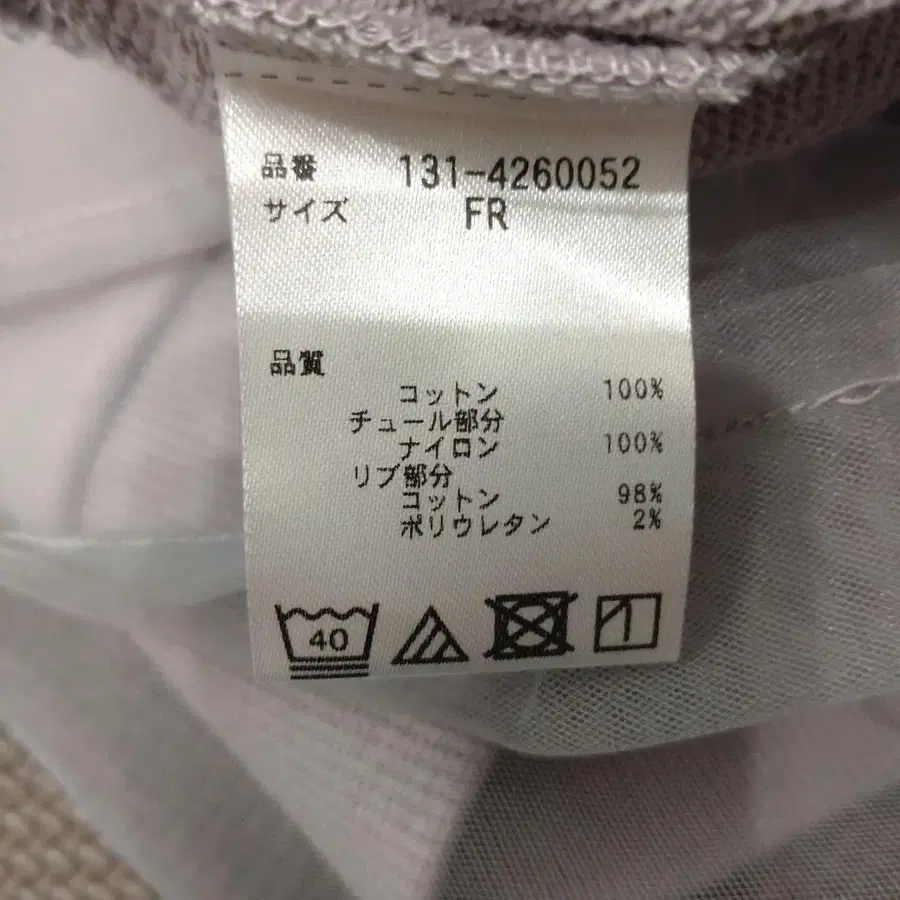 品番 131-4260052
サイズ FR
品質
コットン 100%
チュール部分
ナイロン 100%
リブ部分
コットン 98%
ポリウレタン 2%
40